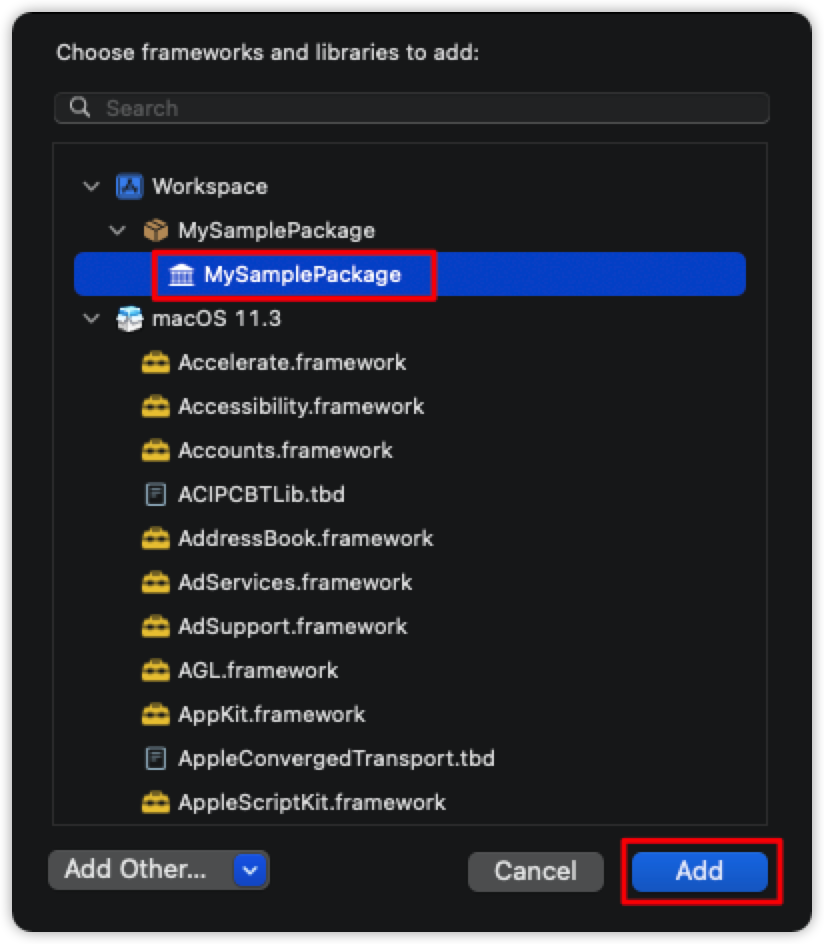 Choose frameworks and libraries to add:
Search
Workspace
MySamplePackage
MySamplePackage
macOS 11.3
Accelerate.framework
Accessibility.framework
Accounts.framework
ACIPCBTLib.tbd
AddressBook.framework
AdServices.framework
AdSupport.framework
AGL.framework
AppKit.framework
AppleConvergedTransport.tbd
AppleScriptKit.framework
Add Other... Cancel Add